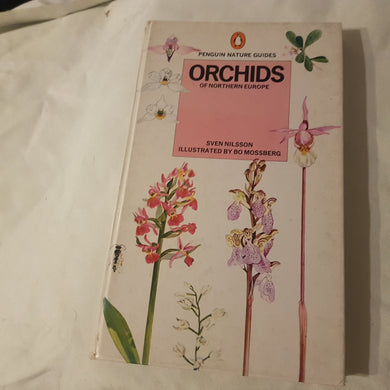 PENGUIN NATURE GUIDES
ORCHIDS
OF NORTHERN EUROPE
SVEN NILSSON
ILLUSTRATED BY BO MOSSBERG